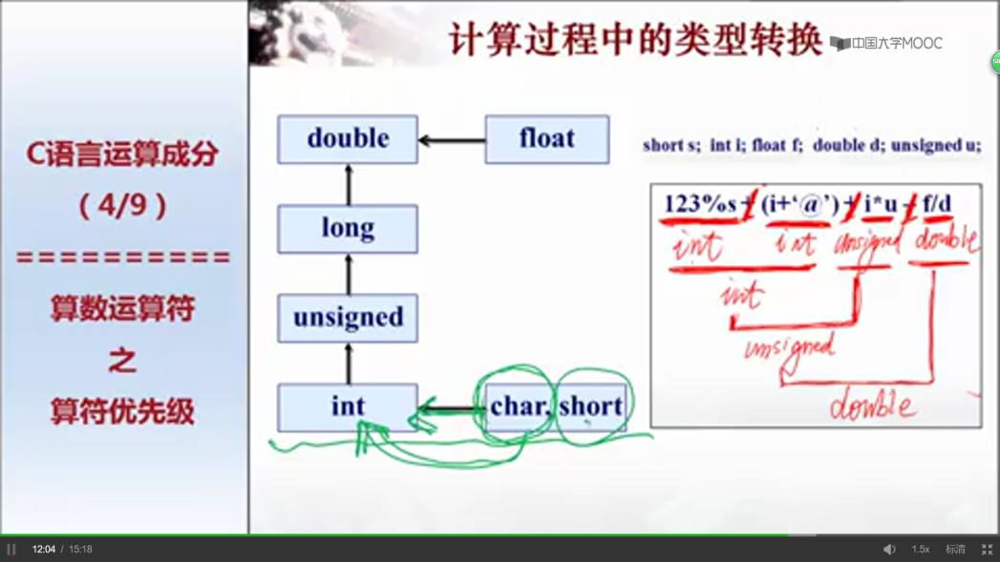 计算过程中的类型转换
中国大学MOOC
C语言运算成分
（4/9）
==========
算数运算符
之
算符优先级
double
float
long
unsigned
int
char, short
short s; int i; float f; double d; unsigned u;
123%s + (i+‘@’) + i*u - f/d
int int unsigned double
int
unsigned
double
12:04 / 15:18
1.5x 标清